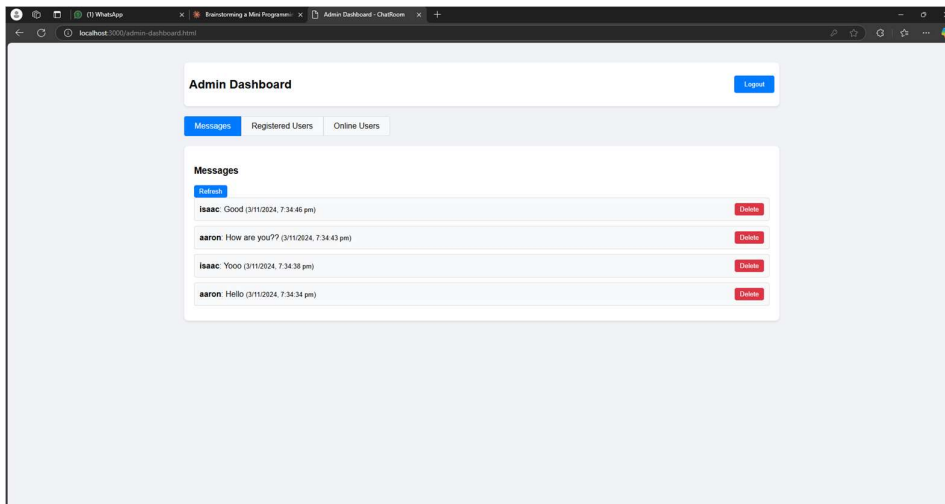 (1) WhatsApp
Brainstorming a Mini Programmi
Admin Dashboard - ChatRoom
localhost:3000/admin-dashboard.html
Admin Dashboard
Logout
Messages
Registered Users
Online Users
Messages
Refresh
isaac: Good (3/11/2024, 7:34:46 pm)
Delete
aaron: How are you?? (3/11/2024, 7:34:43 pm)
Delete
isaac: Yooo (3/11/2024, 7:34:38 pm)
Delete
aaron: Hello (3/11/2024, 7:34:34 pm)
Delete